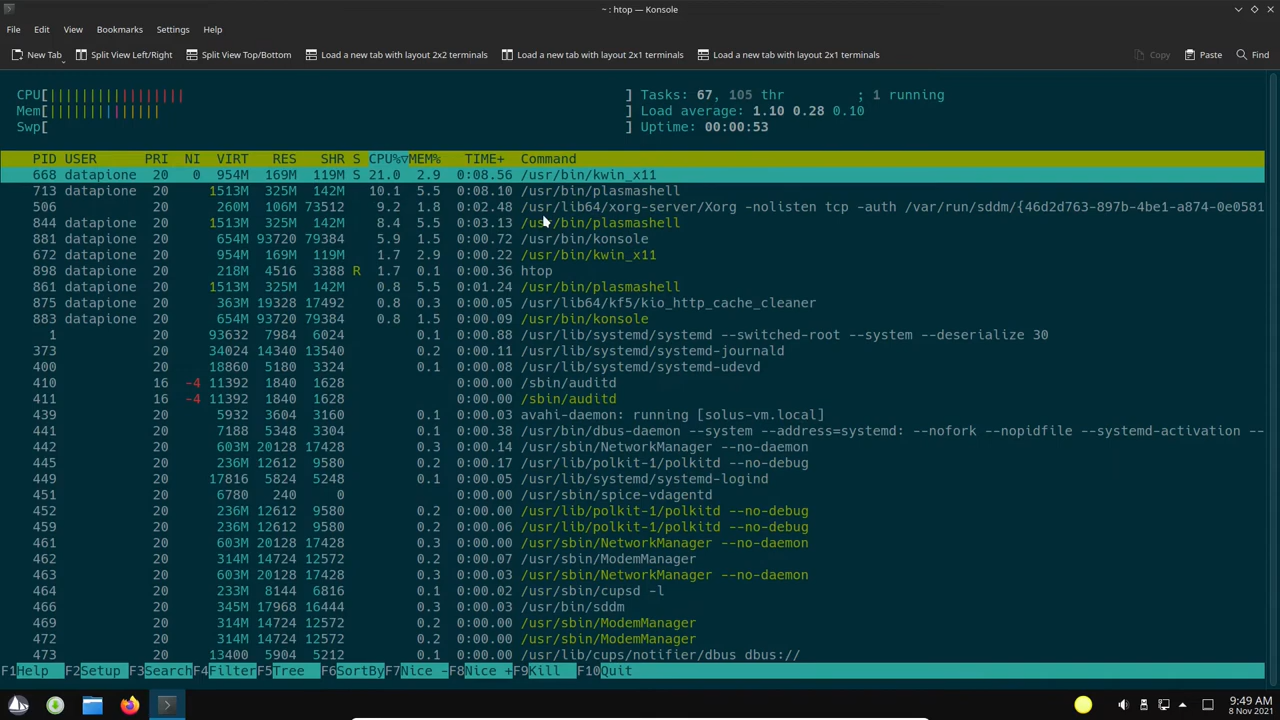 ~ : htop — Konsole
File Edit View Bookmarks Settings Help
New Tab Split View Left/Right Split View Top/Bottom Load a new tab with layout 2x2 terminals Load a new tab with layout 2x1 terminals Load a new tab with layout 2x1 terminals Copy Paste Find
CPU[||||||||||||||||| ] Tasks: 67, 105 thr ; 1 running
Mem[|||||||||||||| ] Load average: 1.10 0.28 0.10
Swp[ ] Uptime: 00:00:53
PID USER PRI NI VIRT RES SHR S CPU%▽MEM% TIME+ Command
668 datapione 20 0 954M 169M 119M S 21.0 2.9 0:08.56 /usr/bin/kwin_x11
713 datapione 20 1513M 325M 142M 10.1 5.5 0:08.10 /usr/bin/plasmashell
506 20 260M 106M 73512 9.2 1.8 0:02.48 /usr/lib64/xorg-server/Xorg -nolisten tcp -auth /var/run/sddm/{46d2d763-897b-4be1-a874-0e0581
844 datapione 20 1513M 325M 142M 8.4 5.5 0:03.13 /usr/bin/plasmashell
881 datapione 20 654M 93720 79384 5.9 1.5 0:00.72 /usr/bin/konsole
672 datapione 20 954M 169M 119M 1.7 2.9 0:00.22 /usr/bin/kwin_x11
898 datapione 20 218M 4516 3388 R 1.7 0.1 0:00.36 htop
861 datapione 20 1513M 325M 142M 0.8 5.5 0:01.24 /usr/bin/plasmashell
875 datapione 20 363M 19328 17492 0.8 0.3 0:00.05 /usr/lib64/kf5/kio_http_cache_cleaner
883 datapione 20 654M 93720 79384 0.8 1.5 0:00.09 /usr/bin/konsole
1 20 93632 7984 6024 0.1 0:00.88 /usr/lib/systemd/systemd --switched-root --system --deserialize 30
373 20 34024 14340 13540 0.2 0:00.11 /usr/lib/systemd/systemd-journald
400 20 18860 5180 3324 0.1 0:00.08 /usr/lib/systemd/systemd-udevd
410 16 -4 11392 1840 1628 0:00.00 /sbin/auditd
411 16 -4 11392 1840 1628 0:00.00 /sbin/auditd
439 20 5932 3604 3160 0.1 0:00.03 avahi-daemon: running [solus-vm.local]
441 20 7188 5348 3304 0.1 0:00.38 /usr/bin/dbus-daemon --system --address=systemd: --nofork --nopidfile --systemd-activation --
442 20 603M 20128 17428 0.3 0:00.09 /usr/sbin/NetworkManager --no-daemon
445 20 236M 12612 9580 0.2 0:00.17 /usr/lib/polkit-1/polkitd --no-debug
449 20 17816 5824 5248 0.1 0:00.05 /usr/lib/systemd/systemd-logind
451 20 6780 240 0 0:00.00 /usr/sbin/spice-vdagentd
452 20 236M 12612 9580 0.2 0:00.00 /usr/lib/polkit-1/polkitd --no-debug
459 20 236M 12612 9580 0.2 0:00.06 /usr/lib/polkit-1/polkitd --no-debug
461 20 603M 20128 17428 0.3 0:00.00 /usr/sbin/NetworkManager --no-daemon
462 20 314M 14724 12572 0.2 0:00.07 /usr/sbin/ModemManager
463 20 603M 20128 17428 0.3 0:00.00 /usr/sbin/NetworkManager --no-daemon
464 20 233M 8144 6816 0.1 0:00.02 /usr/sbin/cupsd -l
466 20 345M 17968 16444 0.3 0:00.03 /usr/bin/sddm
469 20 314M 14724 12572 0.2 0:00.00 /usr/sbin/ModemManager
472 20 314M 14724 12572 0.2 0:00.00 /usr/sbin/ModemManager
473 20 13400 5904 5212 0.1 0:00.00 /usr/lib/cups/notifier/dbus dbus://
F1Help F2Setup F3SearchF4FilterF5Tree F6SortByF7Nice -F8Nice +F9Kill F10Quit
9:49 AM
8 Nov 2021